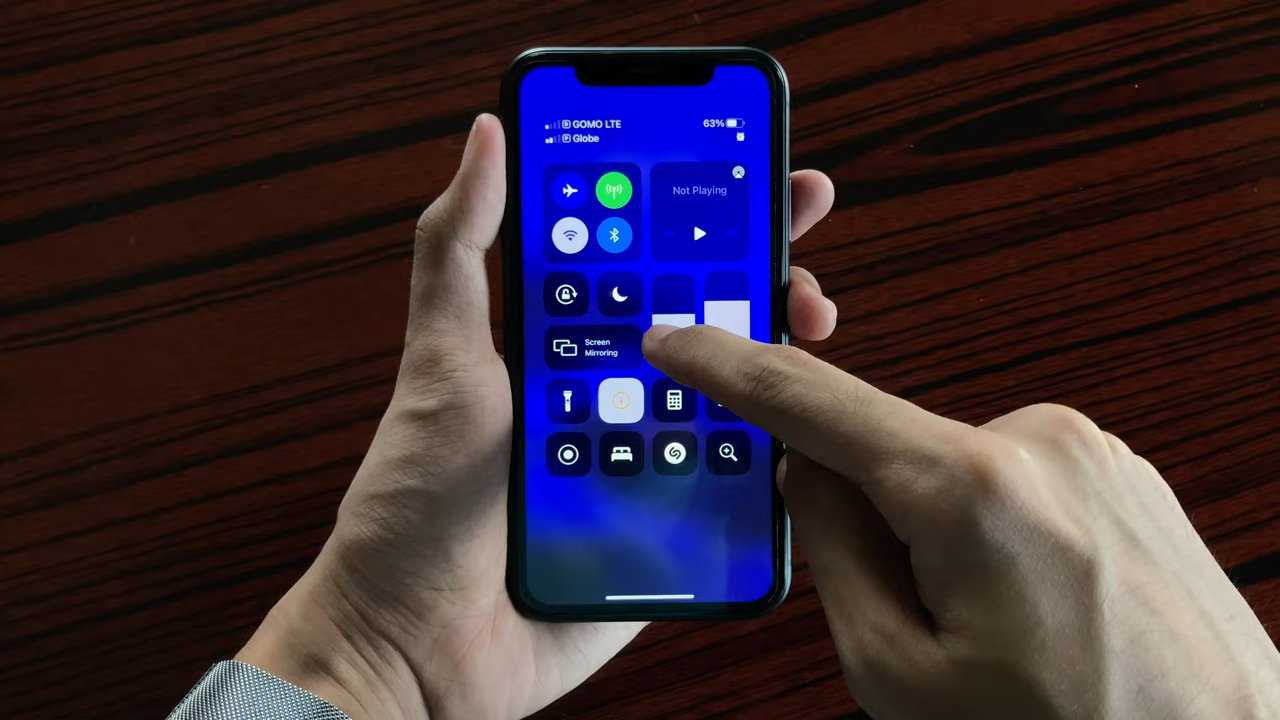 D GOMO LTE
63%
P Globe
Not Playing
Screen
Mirroring